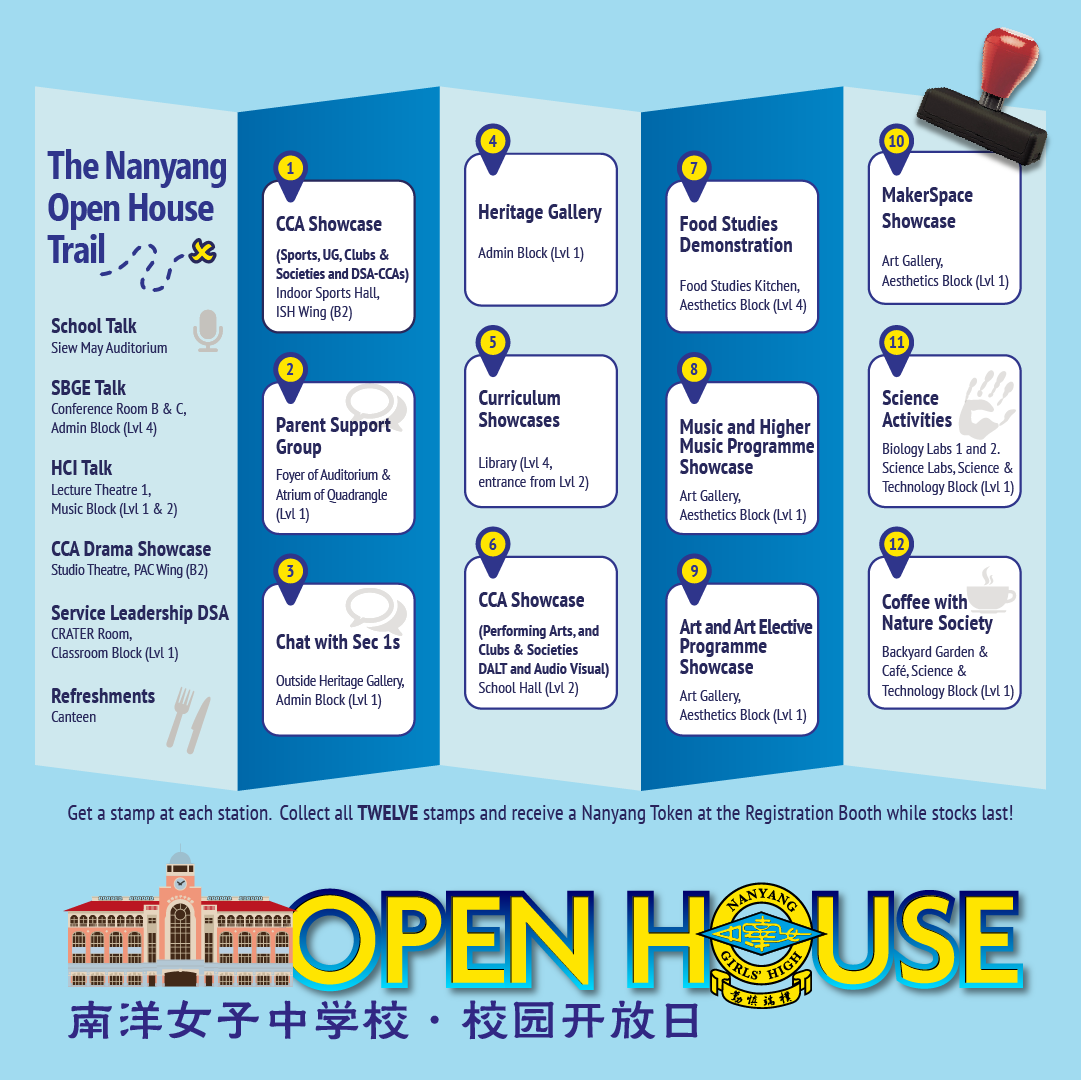 The Nanyang
Open House
Trail
School Talk
Siew May Auditorium
SBGE Talk
Conference Room B & C,
Admin Block (Lvl 4)
HCI Talk
Lecture Theatre 1,
Music Block (Lvl 1 & 2)
CCA Drama Showcase
Studio Theatre, PAC Wing (B2)
Service Leadership DSA
CRATER Room,
Classroom Block (Lvl 1)
Refreshments
Canteen
1
CCA Showcase
(Sports, UG, Clubs &
Societies and DSA-CCAs)
Indoor Sports Hall,
ISH Wing (B2)
2
Parent Support
Group
Foyer of Auditorium &
Atrium of Quadrangle
(Lvl 1)
3
Chat with Sec 1s
Outside Heritage Gallery,
Admin Block (Lvl 1)
4
Heritage Gallery
Admin Block (Lvl 1)
5
Curriculum
Showcases
Library (Lvl 4,
entrance from Lvl 2)
6
CCA Showcase
(Performing Arts, and
Clubs & Societies
DALT and Audio Visual)
School Hall (Lvl 2)
7
Food Studies
Demonstration
Food Studies Kitchen,
Aesthetics Block (Lvl 4)
8
Music and Higher
Music Programme
Showcase
Art Gallery,
Aesthetics Block (Lvl 1)
9
Art and Art Elective
Programme
Showcase
Art Gallery,
Aesthetics Block (Lvl 1)
10
MakerSpace
Showcase
Art Gallery,
Aesthetics Block (Lvl 1)
11
Science
Activities
Biology Labs 1 and 2.
Science Labs, Science &
Technology Block (Lvl 1)
12
Coffee with
Nature Society
Backyard Garden &
Café, Science &
Technology Block (Lvl 1)
Get a stamp at each station. Collect all TWELVE stamps and receive a Nanyang Token at the Registration Booth while stocks last!
OPEN HOUSE
NANYANG
GIRLS' HIGH
南洋女子中学校·校园开放日